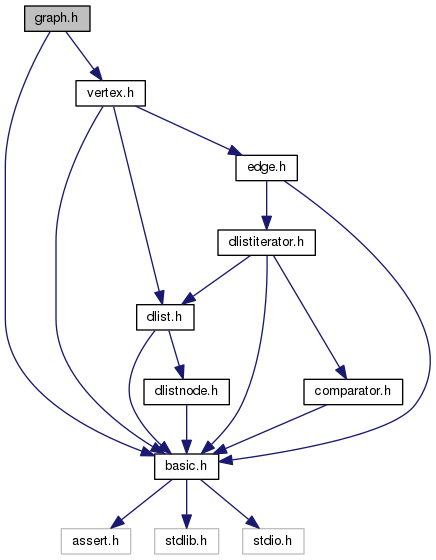 graph.h
vertex.h
edge.h
dlistiterator.h
dlist.h
dlistnode.h
comparator.h
basic.h
assert.h
stdlib.h
stdio.h